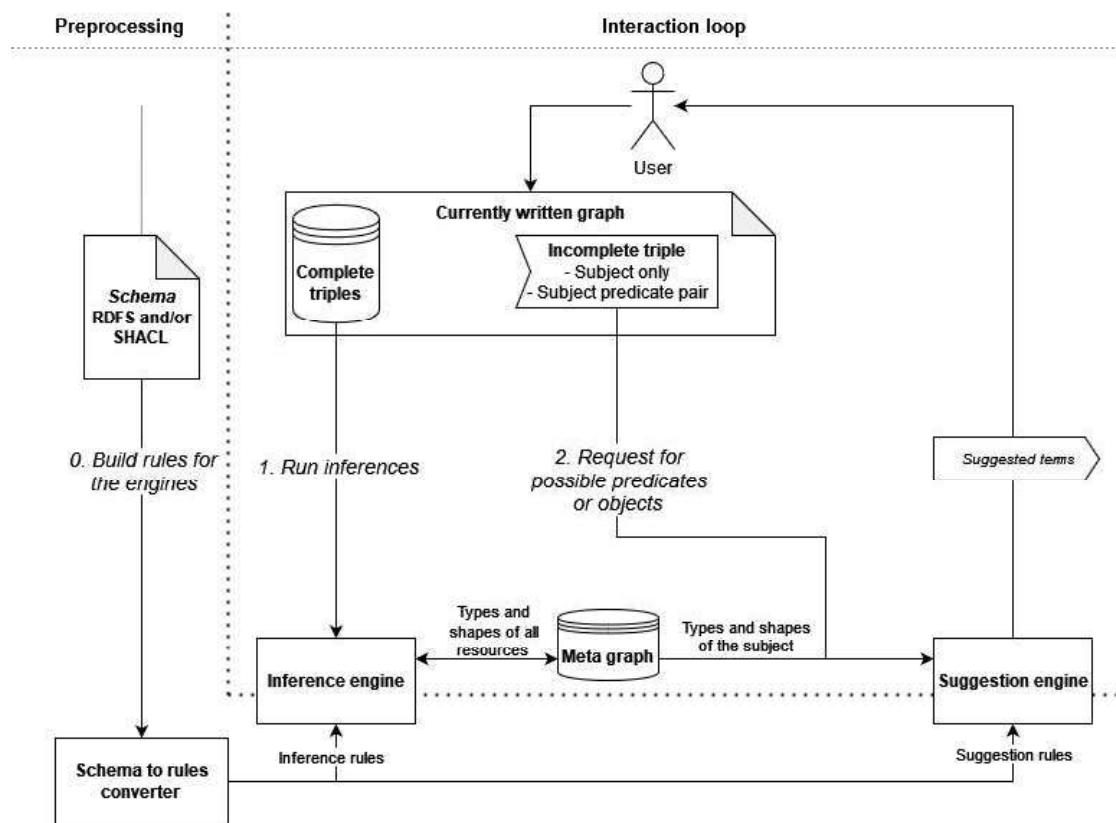 Preprocessing
Interaction loop
User
Currently written graph
Complete
triples
Incomplete triple
- Subject only
- Subject predicate pair
Schema
RDFS and/or
SHACL
0. Build rules for
the engines
1. Run inferences
2. Request for
possible predicates
or objects
Suggested terms
Types and
shapes of all
resources
Meta graph
Types and shapes
of the subject
Inference engine
Suggestion engine
Inference rules
Suggestion rules
Schema to rules
converter